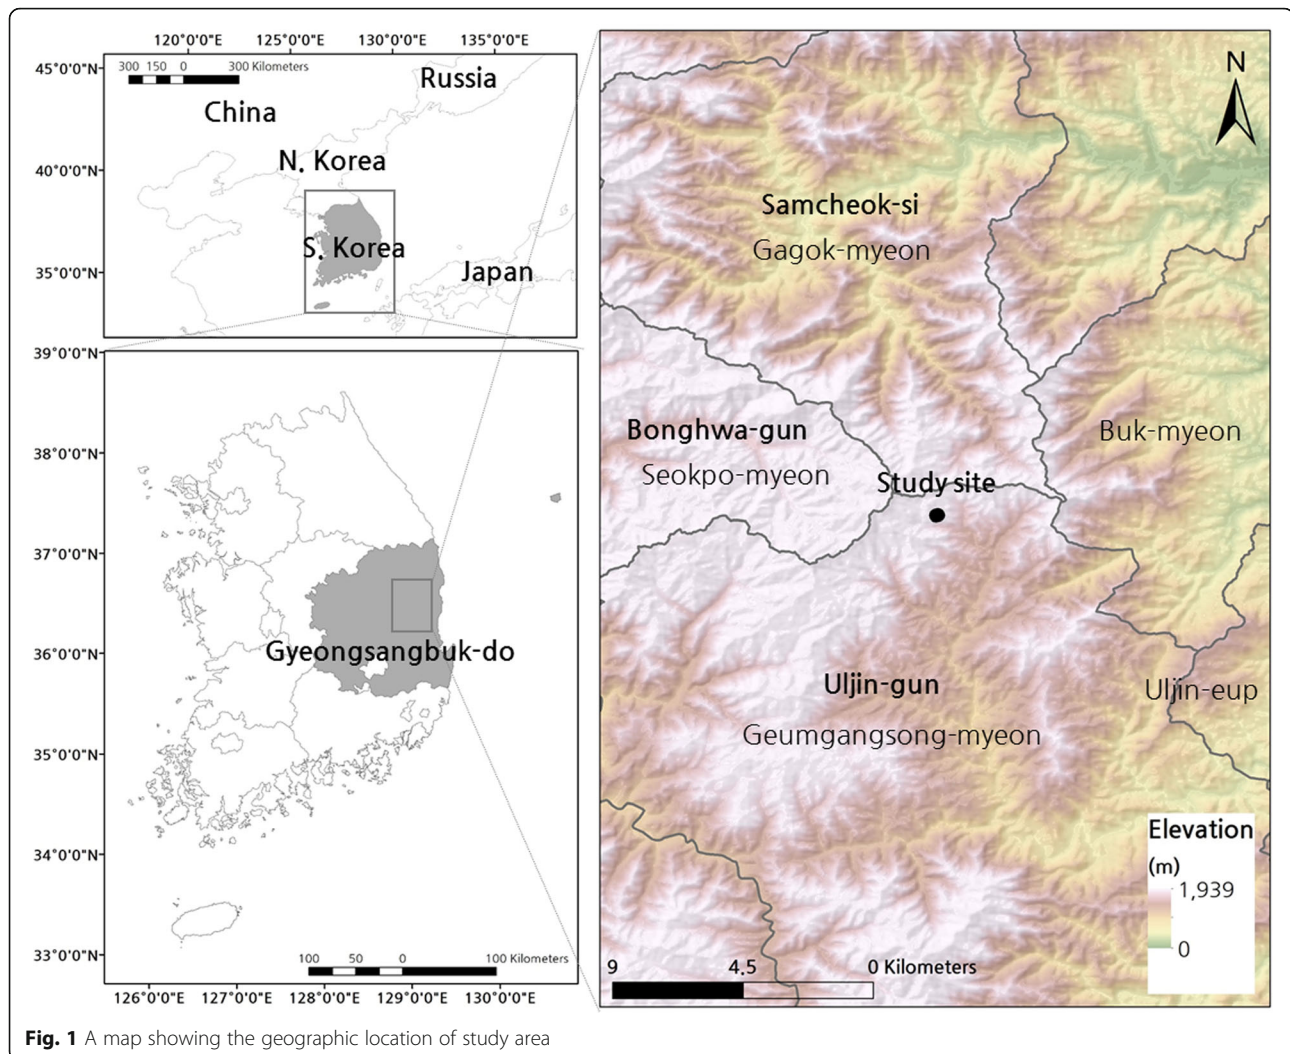 120°0'0"E 125°0'0"E 130°0'0"E 135°0'0"E
45°0'0"N
40°0'0"N
35°0'0"N
300 150 0 300 Kilometers
Russia
China
N. Korea
S. Korea
Japan
39°0'0"N
38°0'0"N
37°0'0"N
36°0'0"N
35°0'0"N
34°0'0"N
33°0'0"N
Gyeongsangbuk-do
100 50 0 100 Kilometers
126°0'0"E 127°0'0"E 128°0'0"E 129°0'0"E 130°0'0"E
N
Samcheok-si
Gagok-myeon
Bonghwa-gun
Seokpo-myeon
Buk-myeon
Study site
Uljin-gun
Geumgangsong-myeon
Uljin-eup
Elevation
(m)
1,939
0
9 4.5 0 Kilometers
Fig. 1 A map showing the geographic location of study area